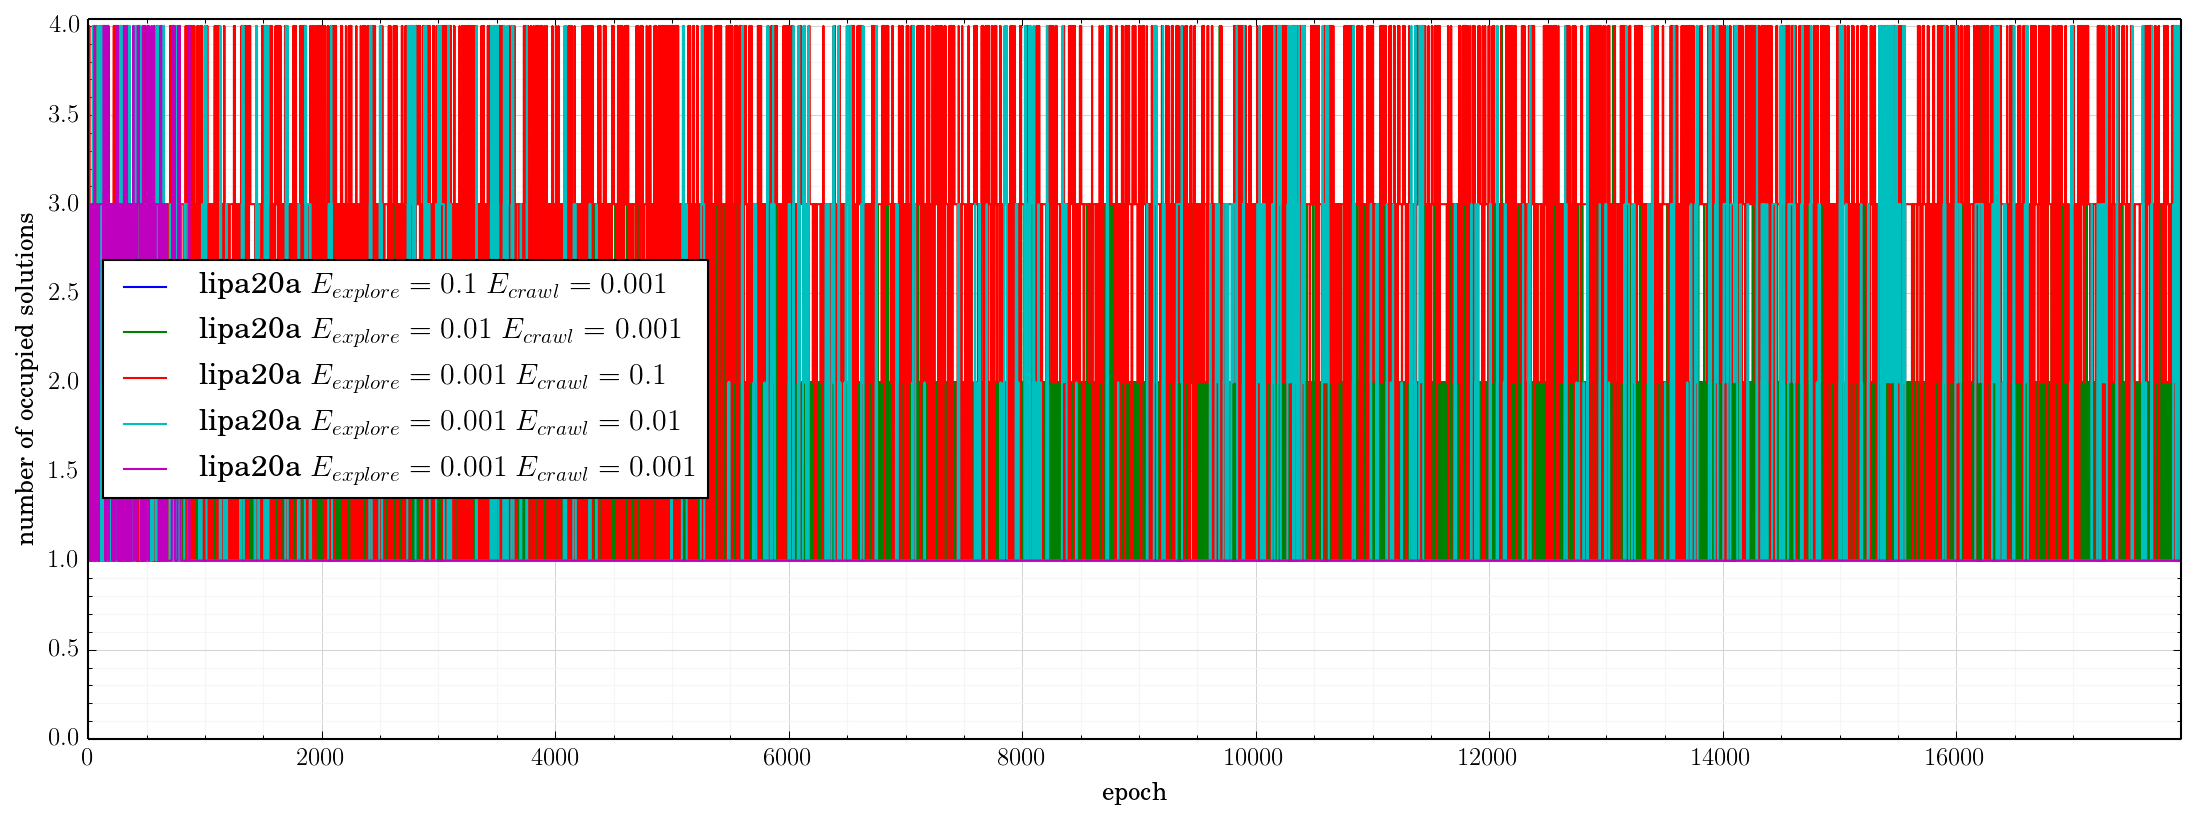 4.0
3.5
3.0
2.5
2.0
1.5
1.0
0.5
0.0
number of occupied solutions
lipa20a E_explore = 0.1 E_crawl = 0.001
lipa20a E_explore = 0.01 E_crawl = 0.001
lipa20a E_explore = 0.001 E_crawl = 0.1
lipa20a E_explore = 0.001 E_crawl = 0.01
lipa20a E_explore = 0.001 E_crawl = 0.001
0 2000 4000 6000 8000 10000 12000 14000 16000
epoch